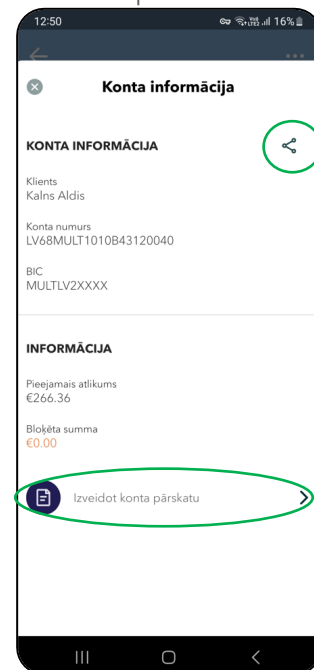 12:50
16%
Konta informācija
KONTA INFORMĀCIJA
Klients
Kalns Aldis
Konta numurs
LV68MULT1010B43120040
BIC
MULTLV2XXXX
INFORMĀCIJA
Pieejamais atlikums
€266.36
Bloķēta summa
€0.00
Izveidot konta pārskatu